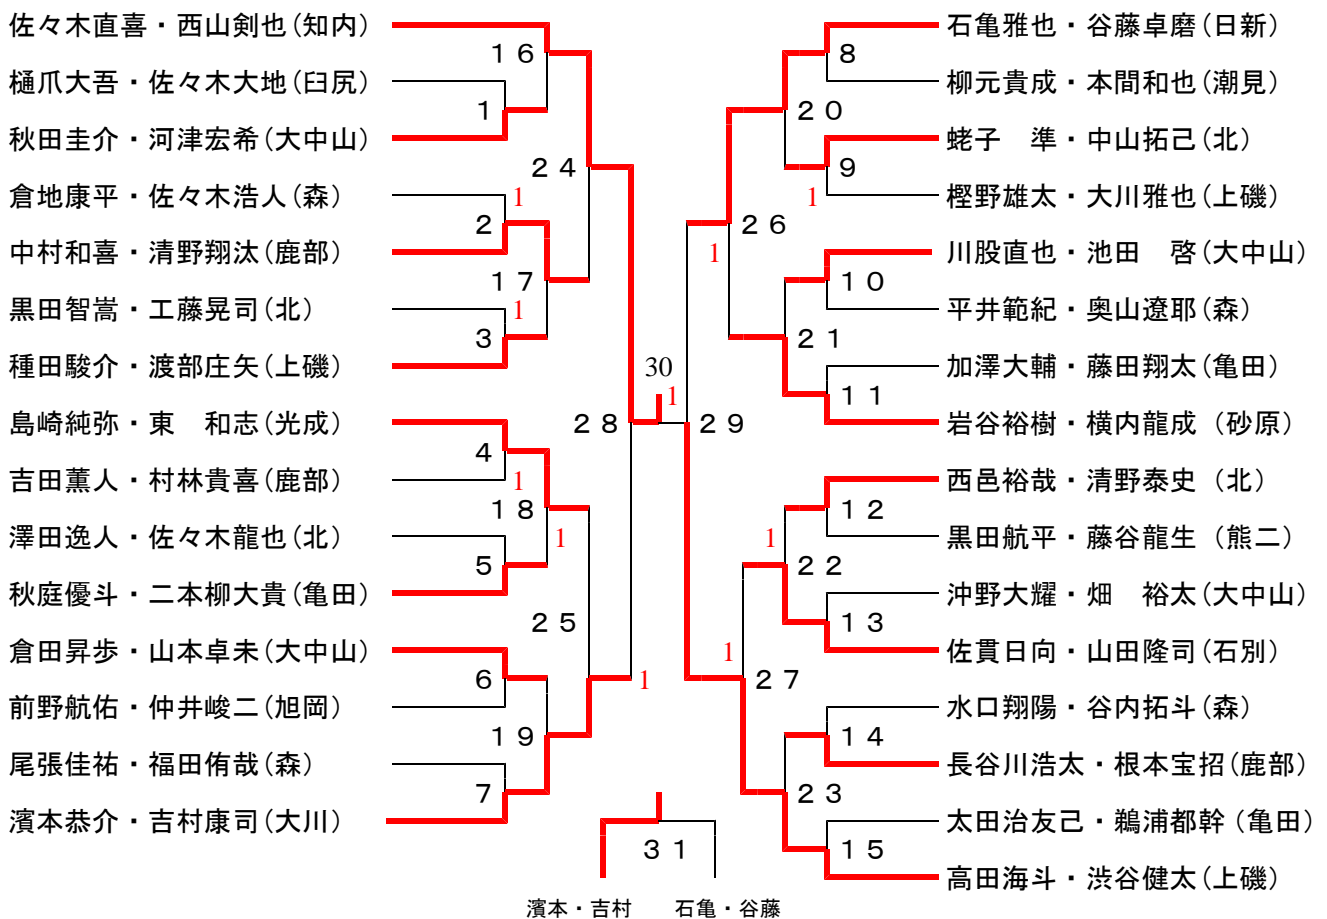 佐々木直喜・西山剣也(知内)
樋爪大吾・佐々木大地(臼尻)
秋田圭介・河津宏希(大中山)
倉地康平・佐々木浩人(森)
中村和喜・清野翔汰(鹿部)
黒田智嵩・工藤晃司(北)
種田駿介・渡部庄矢(上磯)
島崎純弥・東　和志(光成)
吉田薫人・村林貴喜(鹿部)
澤田逸人・佐々木龍也(北)
秋庭優斗・二本柳大貴(亀田)
倉田昇歩・山本卓未(大中山)
前野航佑・仲井峻二(旭岡)
尾張佳祐・福田侑哉(森)
濱本恭介・吉村康司(大川)
16
1
24
1
2
17
1
3
4
1
18
1
5
25
6
19
7
28
1
30
1
29
31
濱本・吉村　石亀・谷藤
8
20
9
1
26
1
10
21
11
12
1
22
13
1
27
14
23
15
石亀雅也・谷藤卓磨(日新)
柳元貴成・本間和也(潮見)
蛯子　準・中山拓己(北)
樫野雄太・大川雅也(上磯)
川股直也・池田　啓(大中山)
平井範紀・奥山遼耶(森)
加澤大輔・藤田翔太(亀田)
岩谷裕樹・横内龍成 (砂原)
西邑裕哉・清野泰史 (北)
黒田航平・藤谷龍生 (熊二)
沖野大耀・畑　裕太(大中山)
佐貫日向・山田隆司(石別)
水口翔陽・谷内拓斗(森)
長谷川浩太・根本宝招(鹿部)
太田治友己・鵜浦都幹(亀田)
高田海斗・渋谷健太(上磯)